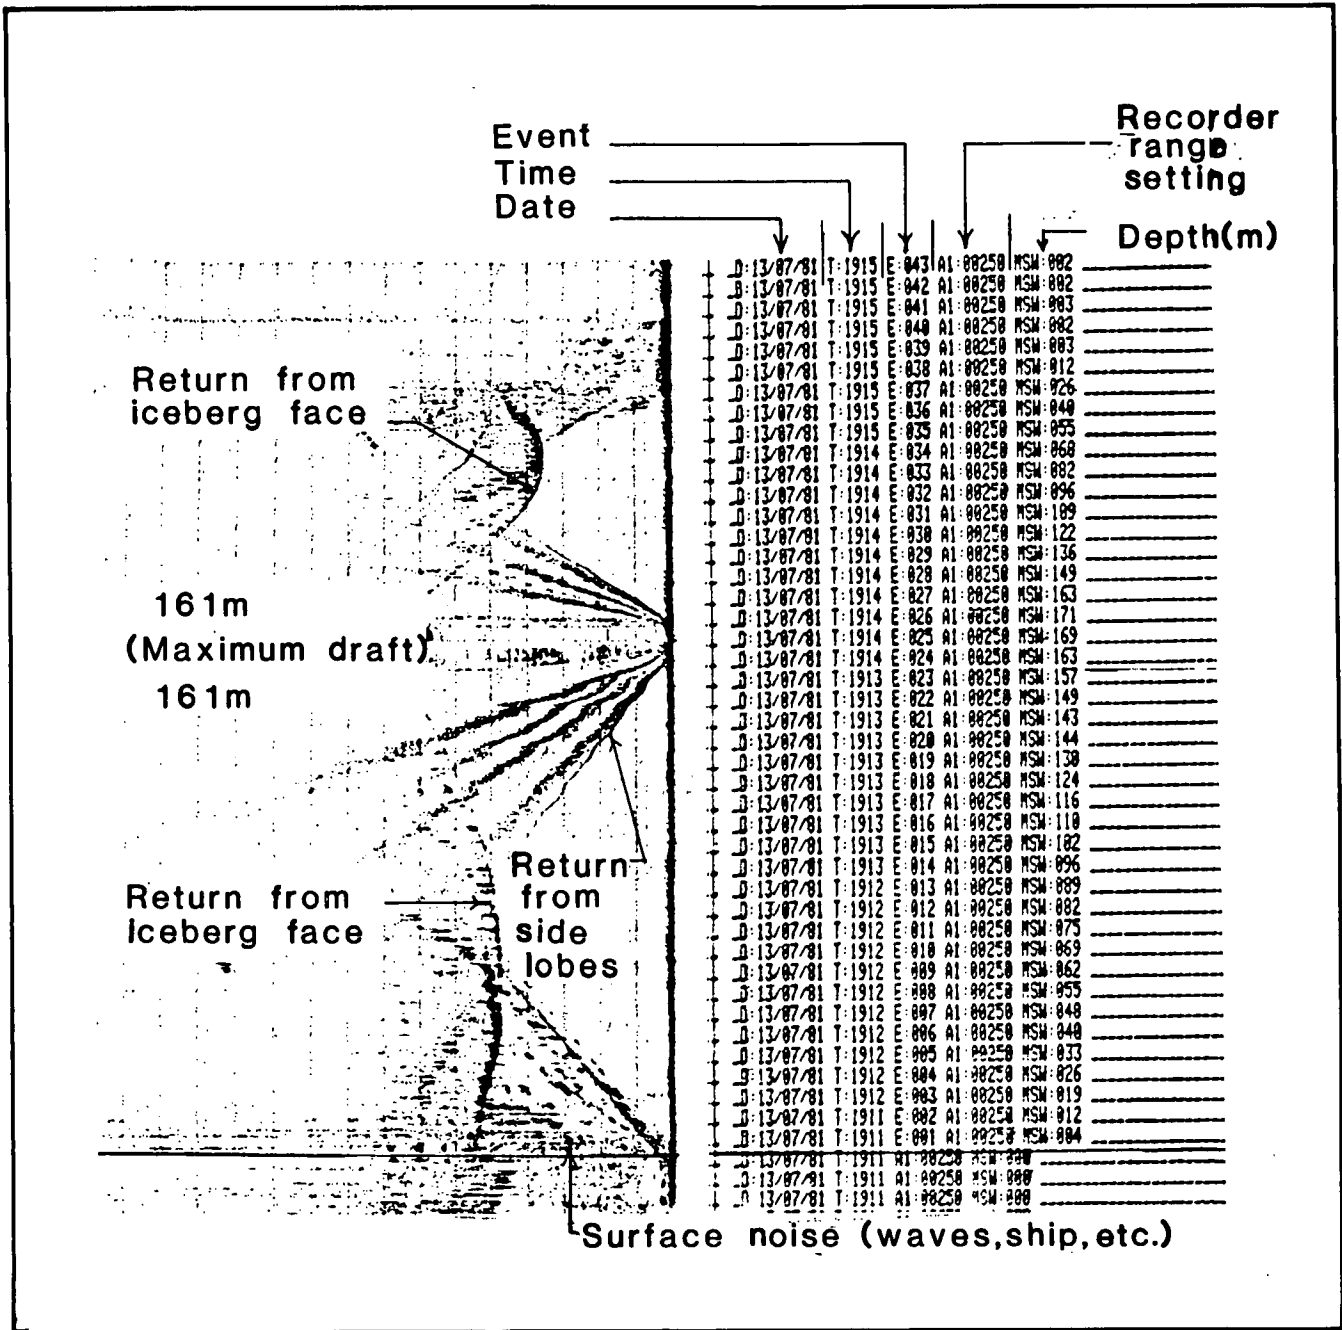 Event
Time
Date
Recorder
range
setting
Depth(m)
D:13/07/81 T:1915 E:043 A1:00250 MSW:002
D:13/07/81 T:1915 E:042 A1:00250 MSW:002
D:13/07/81 T:1915 E:041 A1:00250 MSW:003
D:13/07/81 T:1915 E:040 A1:00250 MSW:002
D:13/07/81 T:1915 E:039 A1:00250 MSW:003
D:13/07/81 T:1915 E:038 A1:00250 MSW:012
D:13/07/81 T:1915 E:037 A1:00250 MSW:026
D:13/07/81 T:1915 E:036 A1:00250 MSW:040
D:13/07/81 T:1915 E:035 A1:00250 MSW:055
D:13/07/81 T:1914 E:034 A1:00250 MSW:068
D:13/07/81 T:1914 E:033 A1:00250 MSW:082
D:13/07/81 T:1914 E:032 A1:00250 MSW:096
D:13/07/81 T:1914 E:031 A1:00250 MSW:109
D:13/07/81 T:1914 E:030 A1:00250 MSW:122
D:13/07/81 T:1914 E:029 A1:00250 MSW:136
D:13/07/81 T:1914 E:028 A1:00250 MSW:149
D:13/07/81 T:1914 E:027 A1:00250 MSW:163
D:13/07/81 T:1914 E:026 A1:00250 MSW:171
D:13/07/81 T:1914 E:025 A1:00250 MSW:169
D:13/07/81 T:1914 E:024 A1:00250 MSW:163
D:13/07/81 T:1913 E:023 A1:00250 MSW:157
D:13/07/81 T:1913 E:022 A1:00250 MSW:149
D:13/07/81 T:1913 E:021 A1:00250 MSW:143
D:13/07/81 T:1913 E:020 A1:00250 MSW:144
D:13/07/81 T:1913 E:019 A1:00250 MSW:130
D:13/07/81 T:1913 E:018 A1:00250 MSW:124
D:13/07/81 T:1913 E:017 A1:00250 MSW:116
D:13/07/81 T:1913 E:016 A1:00250 MSW:110
D:13/07/81 T:1913 E:015 A1:00250 MSW:102
D:13/07/81 T:1913 E:014 A1:00250 MSW:096
D:13/07/81 T:1912 E:013 A1:00250 MSW:089
D:13/07/81 T:1912 E:012 A1:00250 MSW:082
D:13/07/81 T:1912 E:011 A1:00250 MSW:075
D:13/07/81 T:1912 E:010 A1:00250 MSW:069
D:13/07/81 T:1912 E:009 A1:00250 MSW:062
D:13/07/81 T:1912 E:008 A1:00250 MSW:055
D:13/07/81 T:1912 E:007 A1:00250 MSW:048
D:13/07/81 T:1912 E:006 A1:00250 MSW:040
D:13/07/81 T:1912 E:005 A1:00250 MSW:033
D:13/07/81 T:1912 E:004 A1:00250 MSW:026
D:13/07/81 T:1912 E:003 A1:00250 MSW:019
D:13/07/81 T:1911 E:002 A1:00250 MSW:012
D:13/07/81 T:1911 E:001 A1:00250 MSW:004
D:13/07/81 T:1911 A1:00250 MSW:000
D:13/07/81 T:1911 A1:00250 MSW:000
D:13/07/81 T:1911 A1:00250 MSW:000
Return from
iceberg face
161m
(Maximum draft)
161m
Return from
iceberg face
Return
from
side
lobes
Surface noise (waves,ship,etc.)